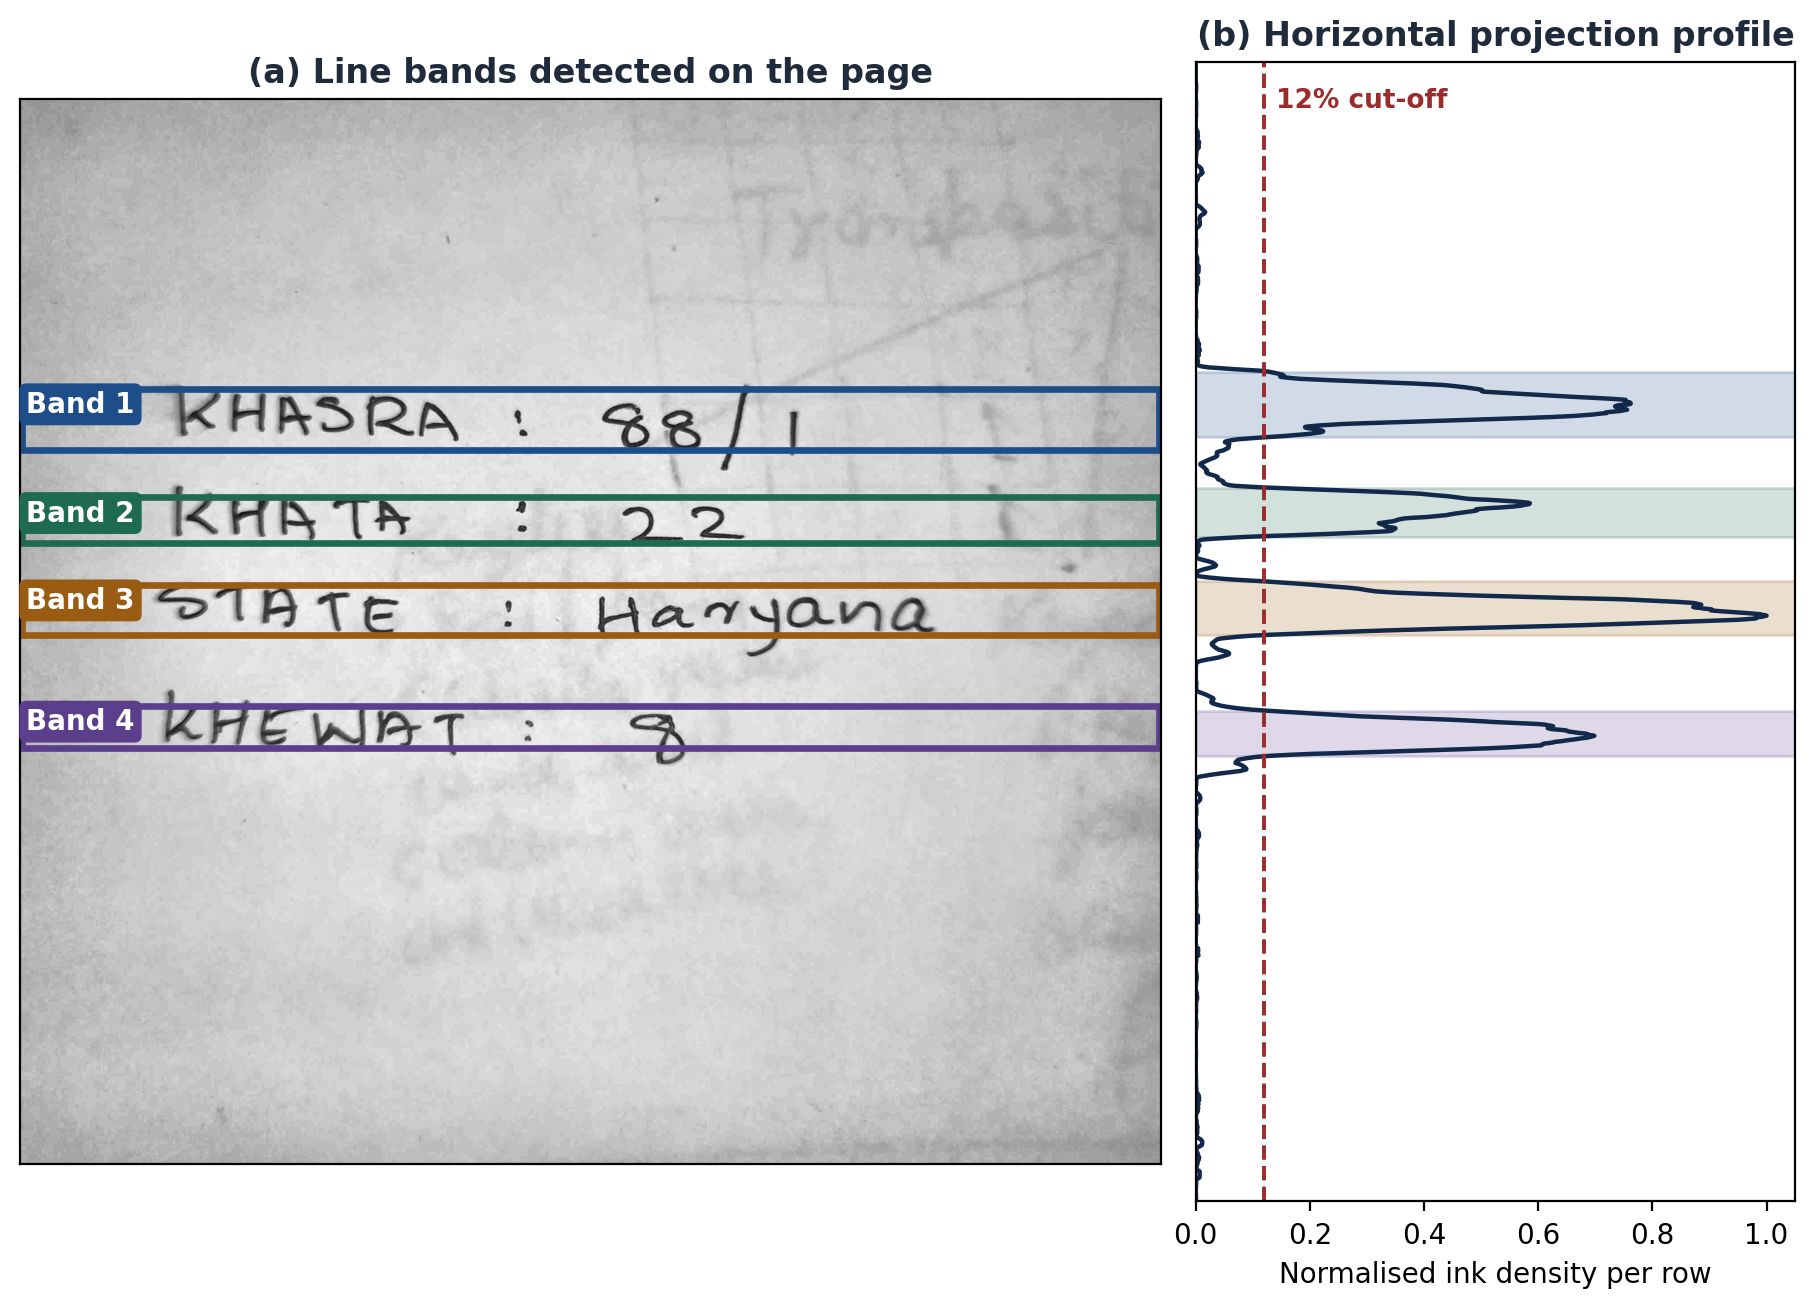 (a) Line bands detected on the page
Band 1 KHASRA : 88/1
Band 2 KHATA : 22
Band 3 STATE : Haryana
Band 4 KHEWAT : 8
(b) Horizontal projection profile
12% cut-off
0.0 0.2 0.4 0.6 0.8 1.0
Normalised ink density per row